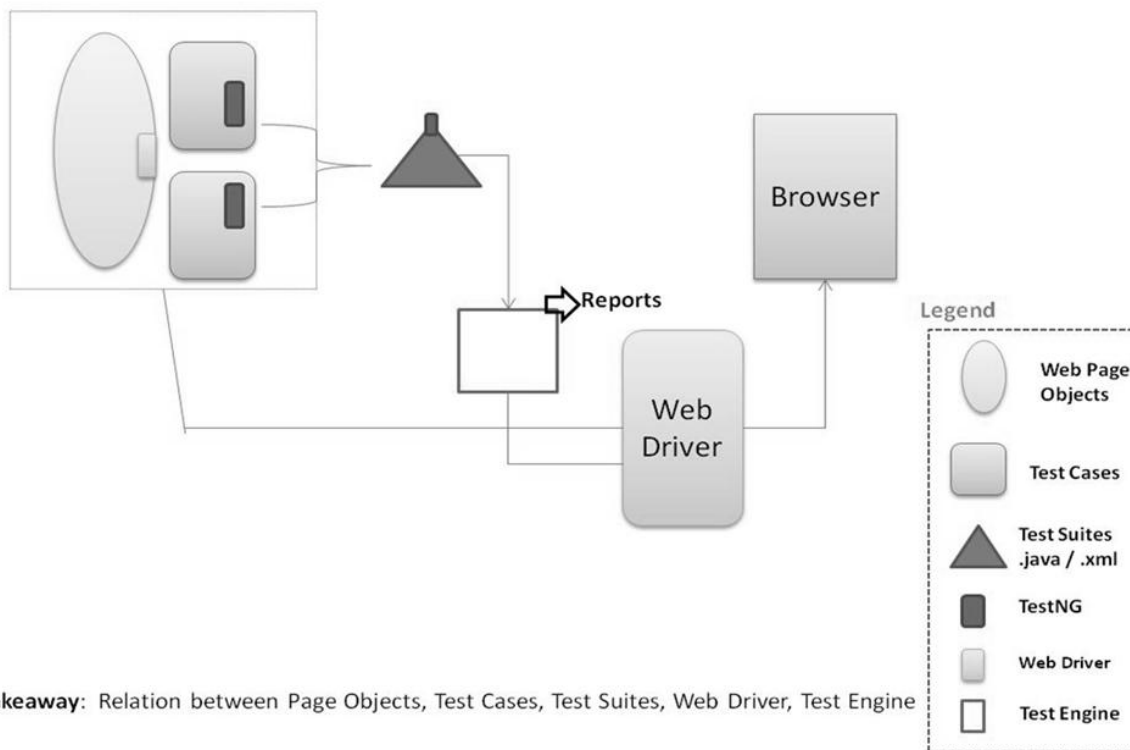 Browser
Reports
Web
Driver
Legend
Web Page
Objects
Test Cases
Test Suites
.java / .xml
TestNG
Web Driver
Test Engine
keaway: Relation between Page Objects, Test Cases, Test Suites, Web Driver, Test Engine